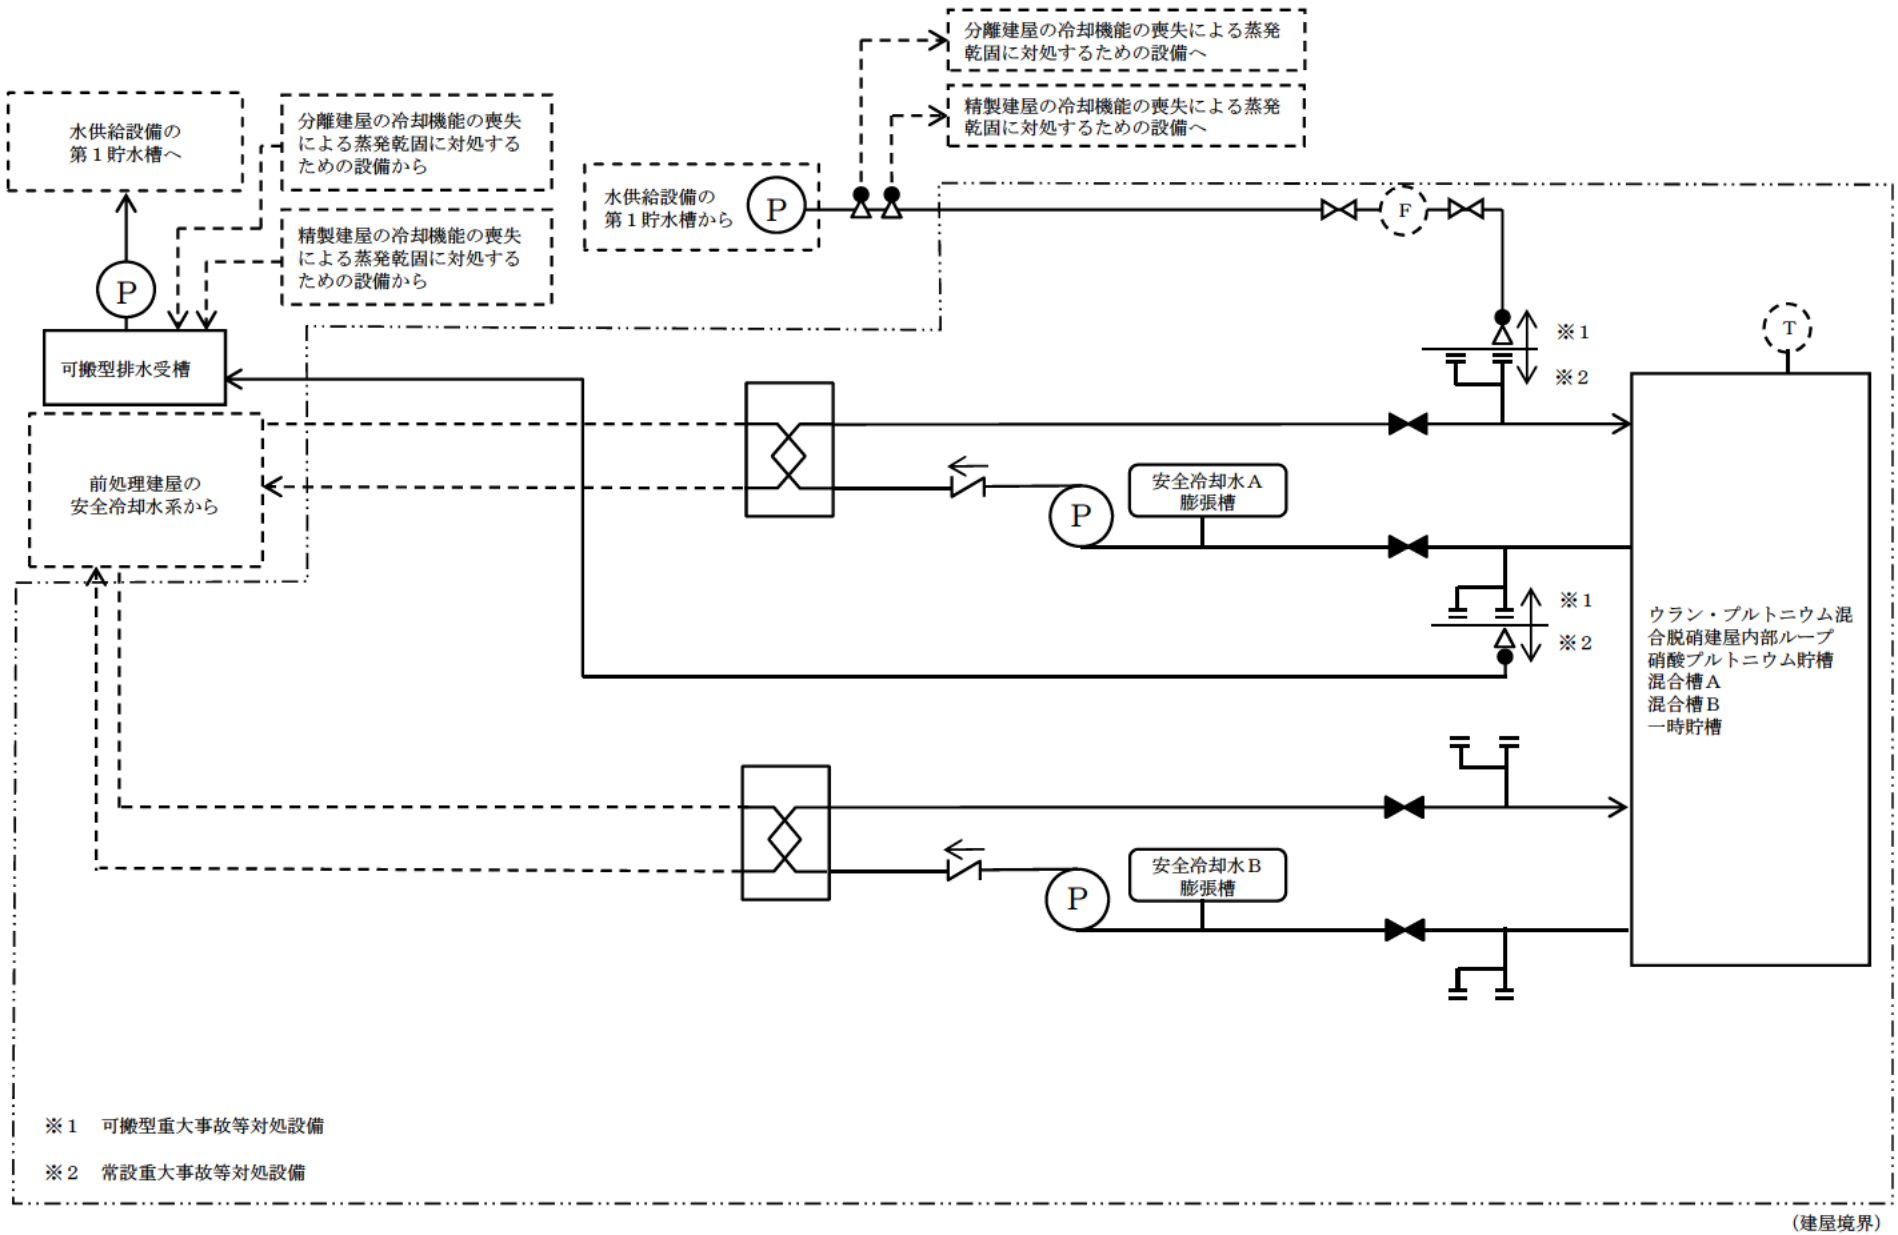 分離建屋の冷却機能の喪失による蒸発
乾固に対処するための設備へ
精製建屋の冷却機能の喪失による蒸発
乾固に対処するための設備へ
水供給設備の
第１貯水槽へ
分離建屋の冷却機能の喪失
による蒸発乾固に対処する
ための設備から
精製建屋の冷却機能の喪失
による蒸発乾固に対処する
ための設備から
水供給設備の
第１貯水槽から
P
F
P
可搬型排水受槽
※１
※２
T
前処理建屋の
安全冷却水系から
安全冷却水Ａ
膨張槽
P
※１
※２
ウラン・プルトニウム混
合脱硝建屋内部ループ
硝酸プルトニウム貯槽
混合槽Ａ
混合槽Ｂ
一時貯槽
安全冷却水Ｂ
膨張槽
P
※１　可搬型重大事故等対処設備
※２　常設重大事故等対処設備
（建屋境界）